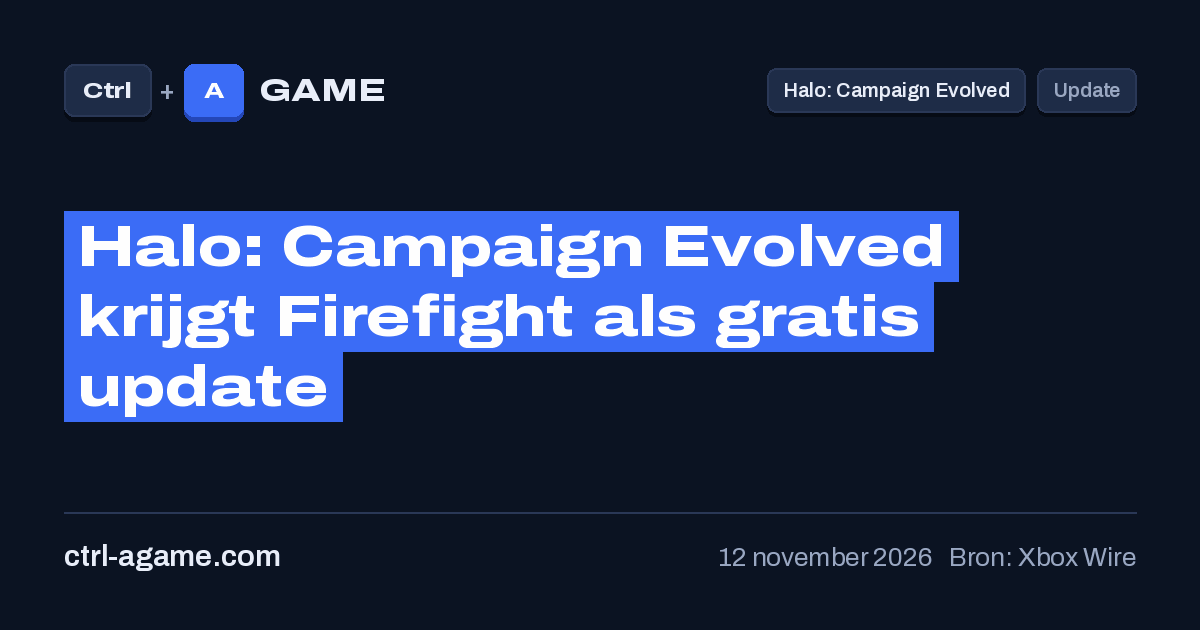 Ctrl + A GAME
Halo: Campaign Evolved
Update
Halo: Campaign Evolved
krijgt Firefight als gratis
update
ctrl-agame.com
12 november 2026 Bron: Xbox Wire